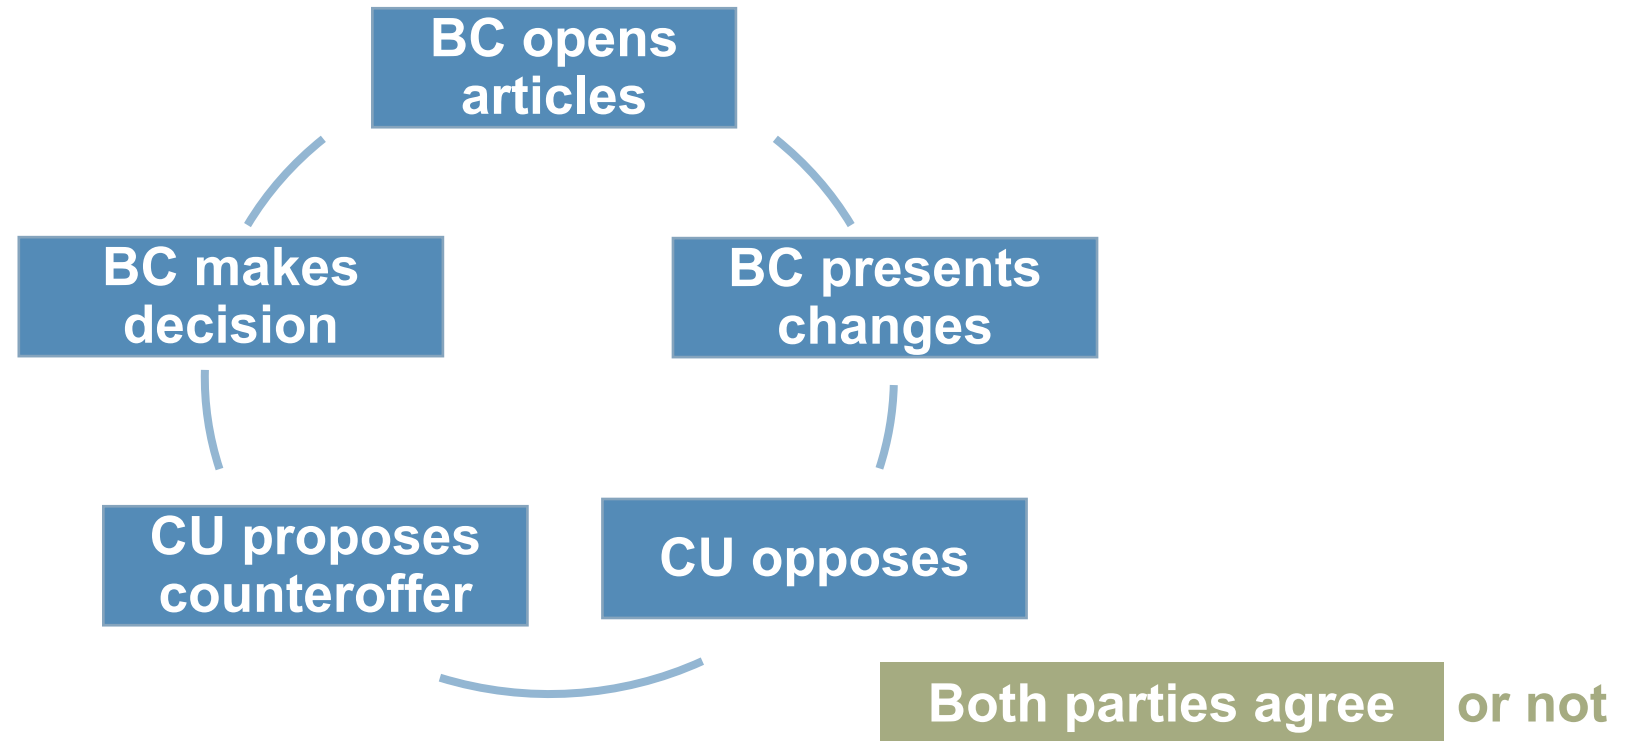 BC opens
articles
BC makes
decision
BC presents
changes
CU proposes
counteroffer
CU opposes
Both parties agree or not